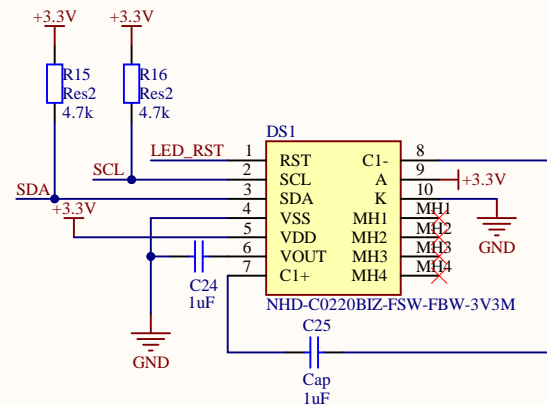 +3.3V
+3.3V
R15
Res2
4.7k
R16
Res2
4.7k
DS1
LED_RST
1
RST
C1-
8
SCL
2
SCL
A
9
+3.3V
SDA
3
SDA
K
10
+3.3V
4
VSS
MH1
MH1
5
VDD
MH2
MH2
GND
6
VOUT
MH3
MH3
7
C1+
MH4
MH4
C24
1uF
NHD-C0220BIZ-FSW-FBW-3V3M
GND
C25
Cap
1uF